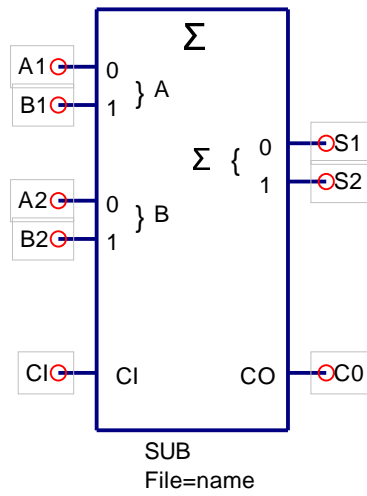 Σ
A1 0
} A
B1 1
0 S1
Σ {
1 S2
A2 0
} B
B2 1
CI CI CO C0
SUB
File=name